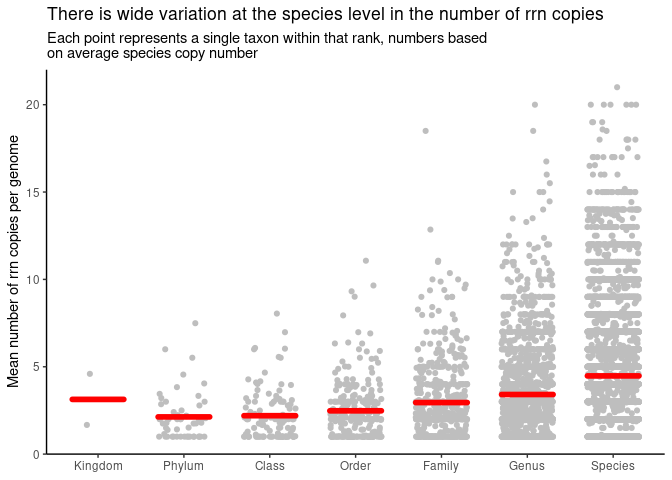 There is wide variation at the species level in the number of rrn copies
Each point represents a single taxon within that rank, numbers based
on average species copy number
Mean number of rrn copies per genome
20
15
10
5
0
Kingdom
Phylum
Class
Order
Family
Genus
Species